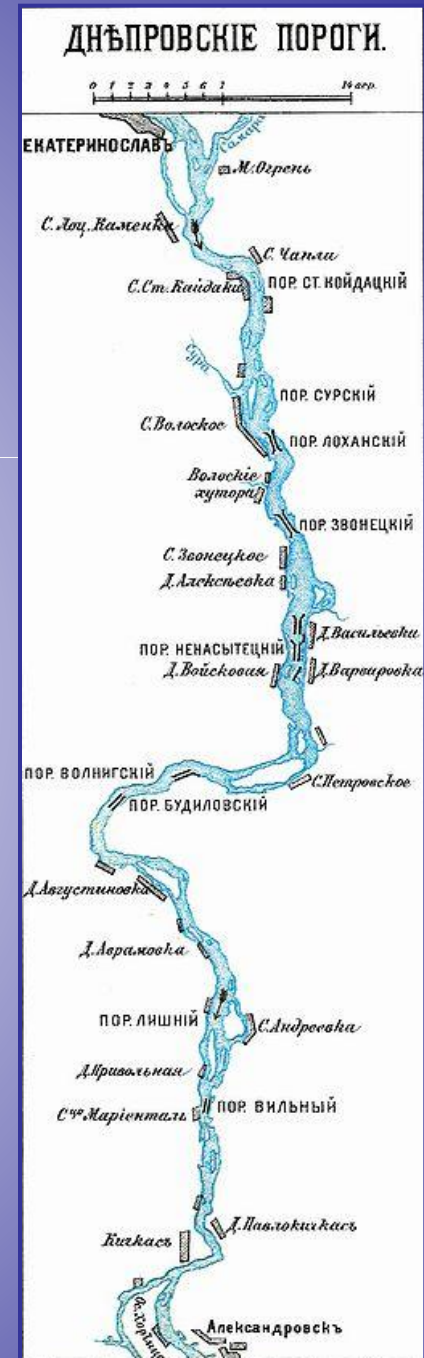 ДНѢПРОВСКІЕ ПОРОГИ.
0 1 2 3 4 5 6 7 14 вер.
ЕКАТЕРИНОСЛАВЪ
Самара
М. Огрень
С. Лоц. Каменка
С. Чапли
С. Ст. Кайдаки
ПОР. СТ. КОЙДАЦКІЙ
Сура
ПОР. СУРСКІЙ
С. Волоское
ПОР. ЛОХАНСКІЙ
Волоскіе
хутора
ПОР. ЗВОНЕЦКІЙ
С. Звонецкое
Д. Алексѣевка
Д. Васильевка
ПОР. НЕНАСЫТЕЦКІЙ
Д. Войсковая
Д. Варваровка
ПОР. ВОЛНИГСКІЙ
С. Петровское
ПОР. БУДИЛОВСКІЙ
Д. Августиновка
Д. Аврамовка
ПОР. ЛИШНІЙ
С. Андреевка
Д. Привольная
ПОР. ВИЛЬНЫЙ
Маріенталь
Д. Павлокичкасъ
Кичкасъ
Александровскъ